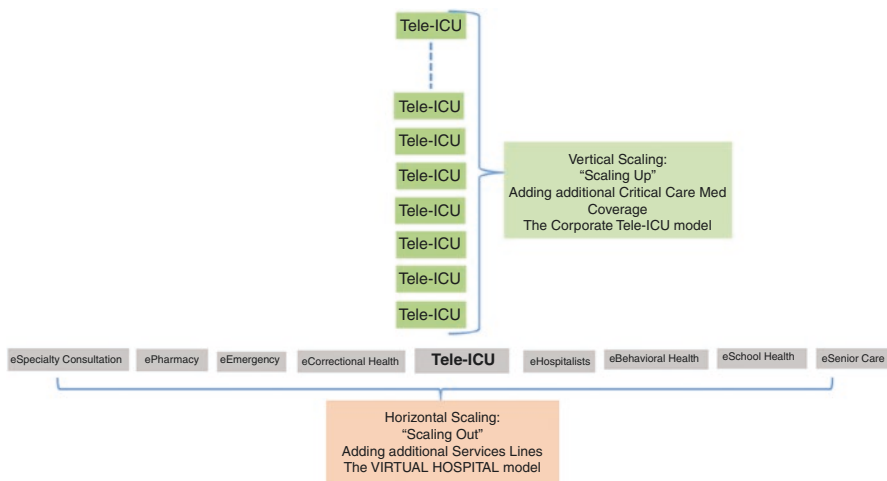 Tele-ICU
Tele-ICU
Tele-ICU
Tele-ICU
Tele-ICU
Tele-ICU
Tele-ICU
Tele-ICU
Vertical Scaling:
“Scaling Up”
Adding additional Critical Care Med
Coverage
The Corporate Tele-ICU model
eSpecialty Consultation
ePharmacy
eEmergency
eCorrectional Health
Tele-ICU
eHospitalists
eBehavioral Health
eSchool Health
eSenior Care
Horizontal Scaling:
“Scaling Out”
Adding additional Services Lines
The VIRTUAL HOSPITAL model